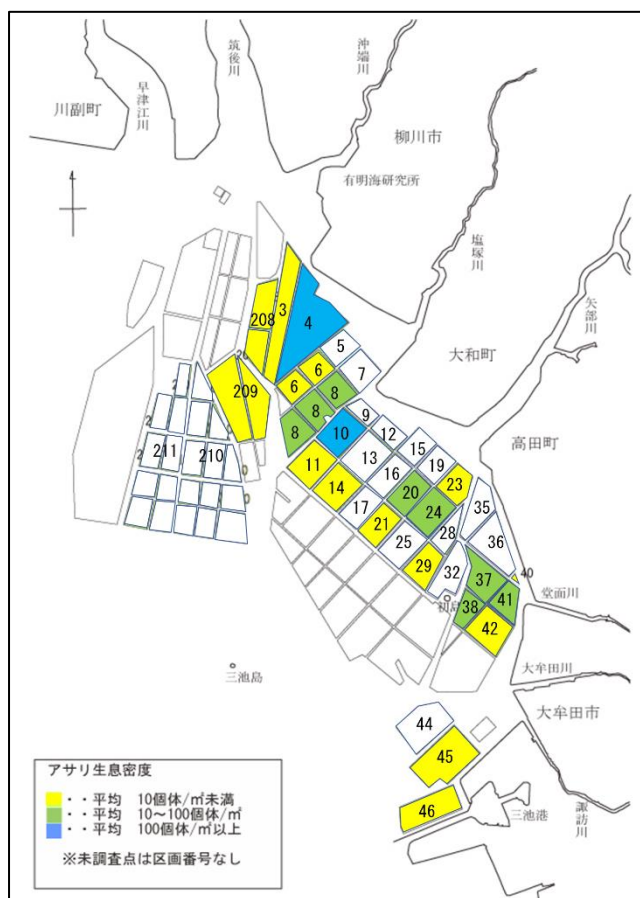 筑後川
沖端川
早津江川
川副町
柳川市
有明海研究所
塩塚川
矢部川
大和町
高田町
208
3
4
5
6
6
7
8
8
8
209
9
10
12
11
13
15
14
16
19
211
210
17
20
23
21
24
35
25
28
36
29
32
37
40
38
41
初島
42
堂面川
大牟田川
三池島
大牟田市
44
45
46
三池港
諏訪川
アサリ生息密度
・・平均 10個体/㎡未満
・・平均 10～100個体/㎡
・・平均 100個体/㎡以上
※未調査点は区画番号なし